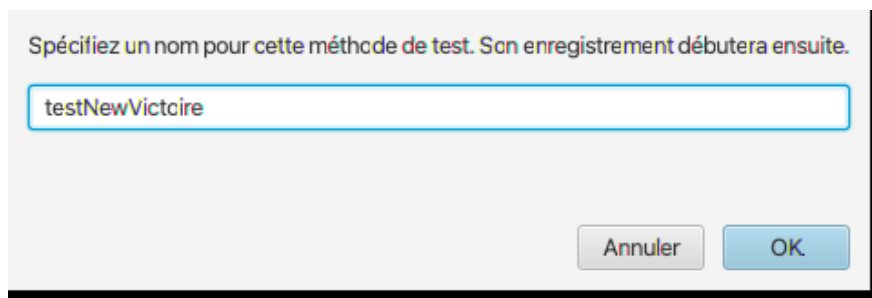 Spécifiez un nom pour cette méthode de test. Son enregistrement débutera ensuite.
testNewVictoire
Annuler
OK